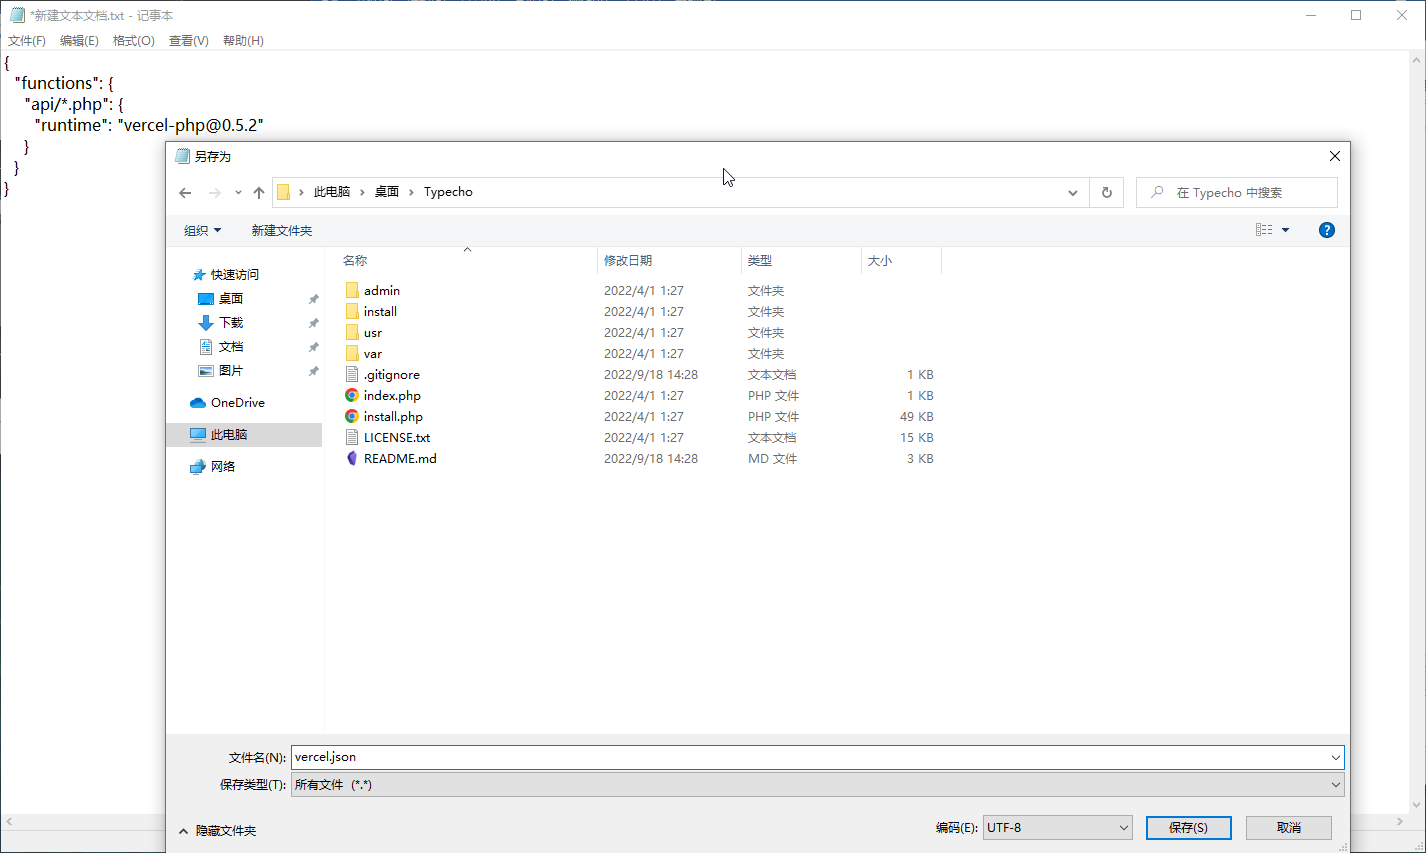 *新建文本文档.txt - 记事本
文件(F) 编辑(E) 格式(O) 查看(V) 帮助(H)
{
"functions": {
"api/*.php": {
"runtime": "vercel-php@0.5.2"
}
}
}
另存为
此电脑 › 桌面 › Typecho
在 Typecho 中搜索
组织 新建文件夹
名称 修改日期 类型 大小
快速访问
桌面
下载
文档
图片
OneDrive
此电脑
网络
admin 2022/4/1 1:27 文件夹
install 2022/4/1 1:27 文件夹
usr 2022/4/1 1:27 文件夹
var 2022/4/1 1:27 文件夹
.gitignore 2022/9/18 14:28 文本文档 1 KB
index.php 2022/4/1 1:27 PHP 文件 1 KB
install.php 2022/4/1 1:27 PHP 文件 49 KB
LICENSE.txt 2022/4/1 1:27 文本文档 15 KB
README.md 2022/9/18 14:28 MD 文件 3 KB
文件名(N): vercel.json
保存类型(T): 所有文件 (*.*)
隐藏文件夹 编码(E): UTF-8 保存(S) 取消